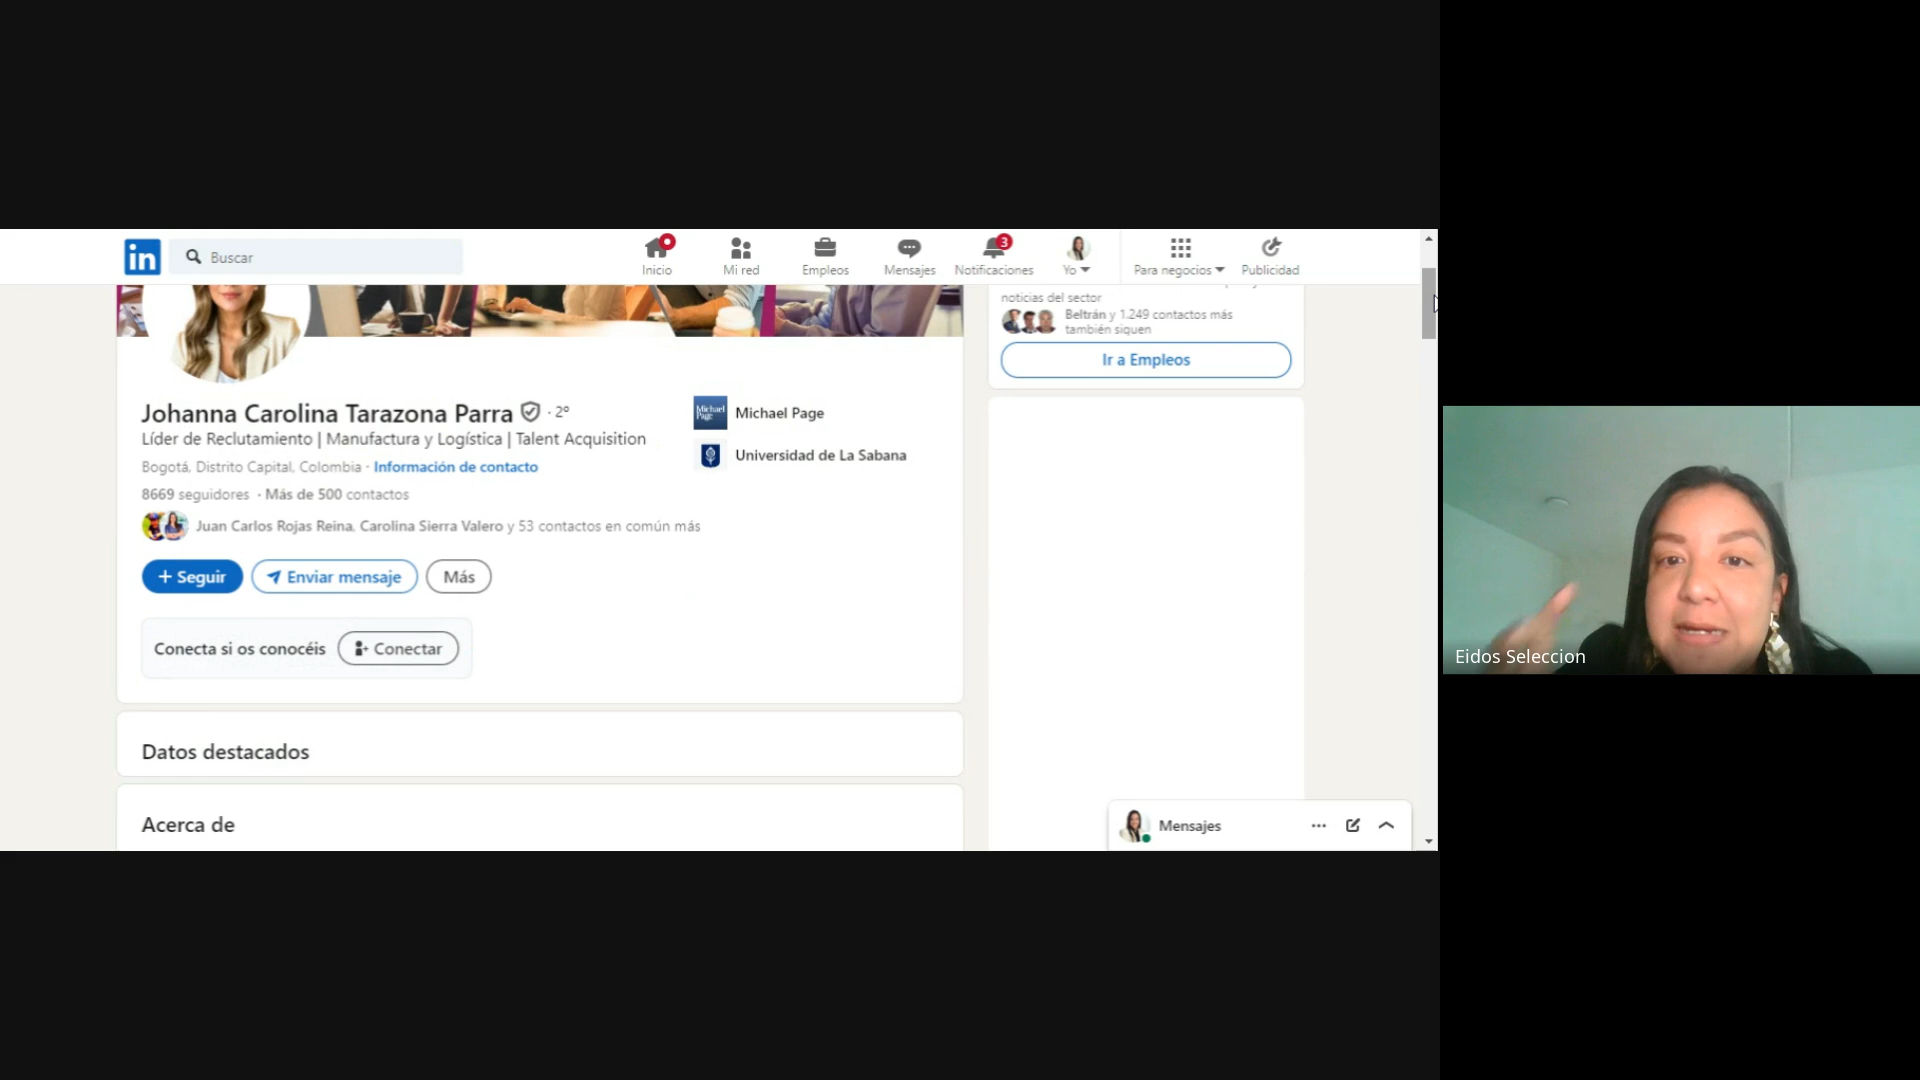 in
Buscar
Inicio
Mi red
Empleos
Mensajes
3
Notificaciones
Yo
Para negocios
Publicidad
noticias del sector
Beltrán y 1.249 contactos más
también siguen
Ir a Empleos
Johanna Carolina Tarazona Parra · 2º
Líder de Reclutamiento | Manufactura y Logística | Talent Acquisition
Bogotá, Distrito Capital, Colombia · Información de contacto
8669 seguidores · Más de 500 contactos
Juan Carlos Rojas Reina, Carolina Sierra Valero y 53 contactos en común más
Michael Page
Michael Page
Universidad de La Sabana
+ Seguir
Enviar mensaje
Más
Conecta si os conocéis
Conectar
Datos destacados
Acerca de
Mensajes
Eidos Seleccion